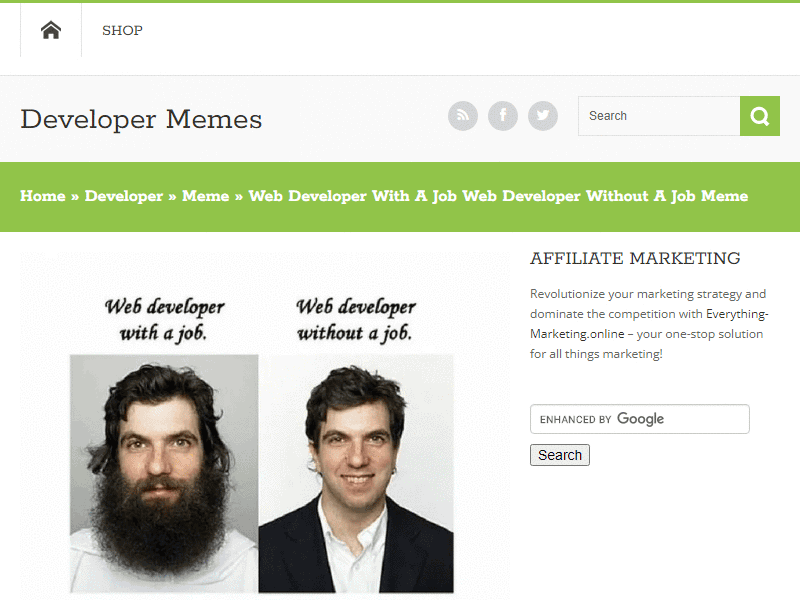 SHOP
Developer Memes
Search
Home » Developer » Meme » Web Developer With A Job Web Developer Without A Job Meme
Web developer
with a job.
Web developer
without a job.
AFFILIATE MARKETING
Revolutionize your marketing strategy and
dominate the competition with Everything-
Marketing.online – your one-stop solution
for all things marketing!
ENHANCED BY Google
Search